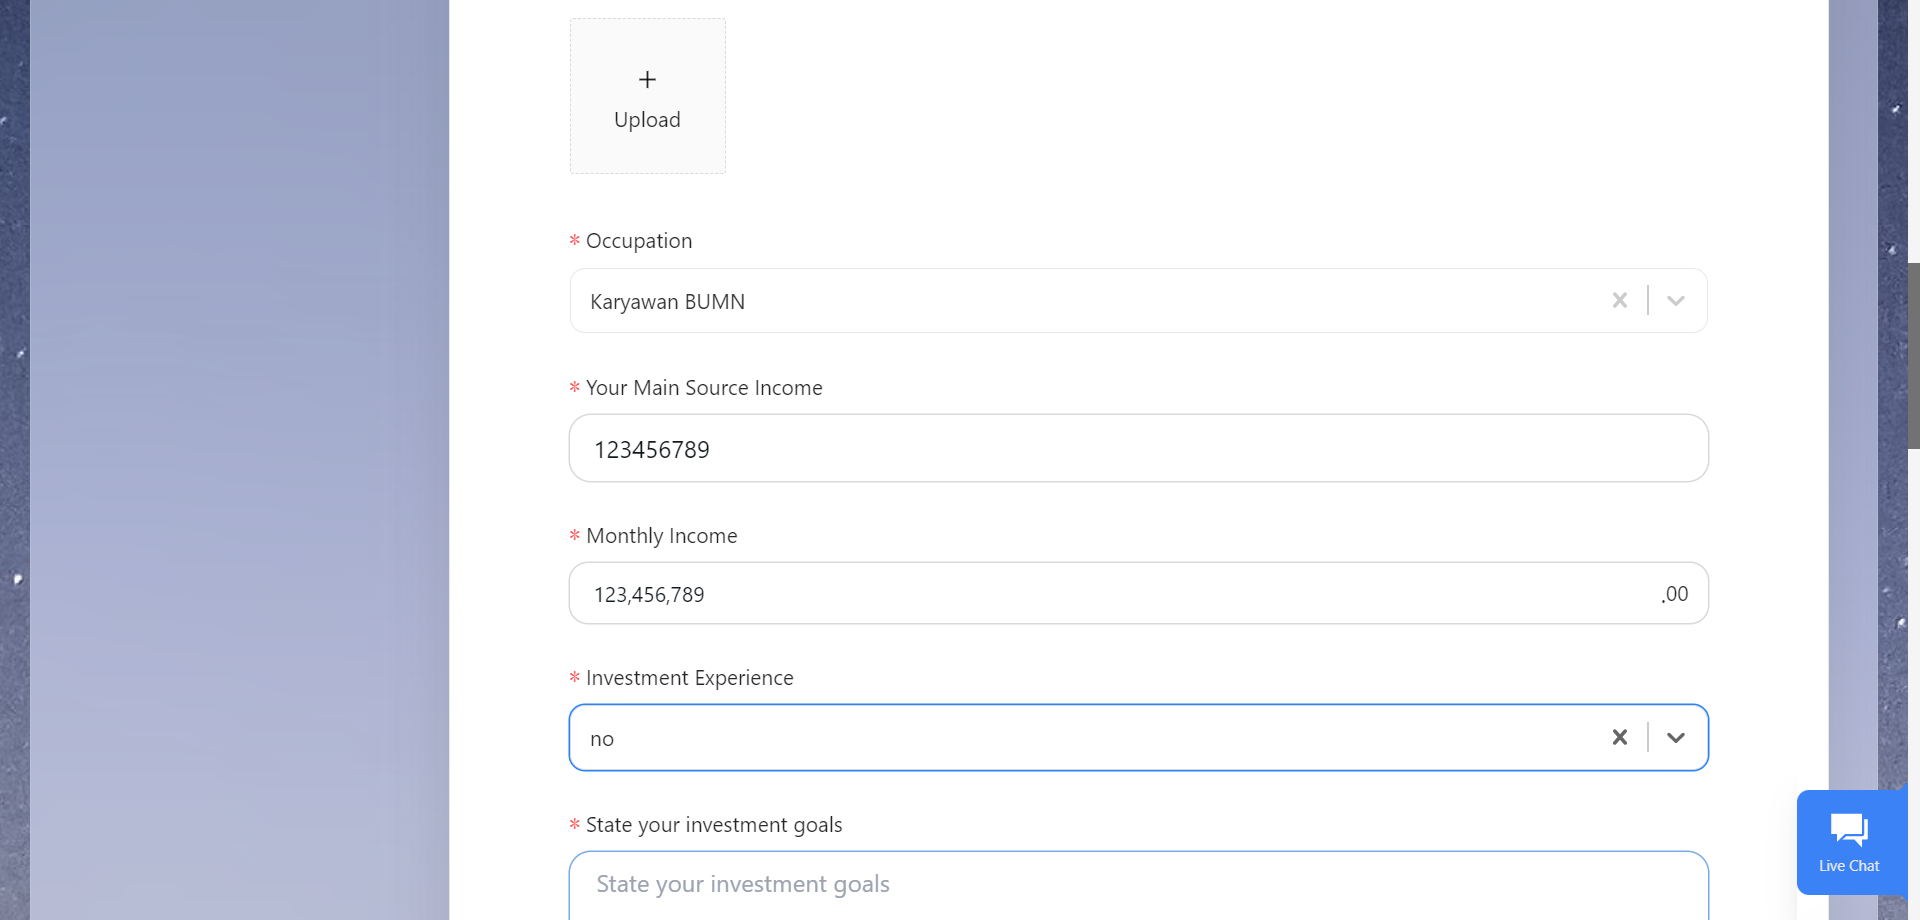 Upload
* Occupation
Karyawan BUMN
* Your Main Source Income
123456789
* Monthly Income
123,456,789 .00
* Investment Experience
no
* State your investment goals
State your investment goals
Live Chat